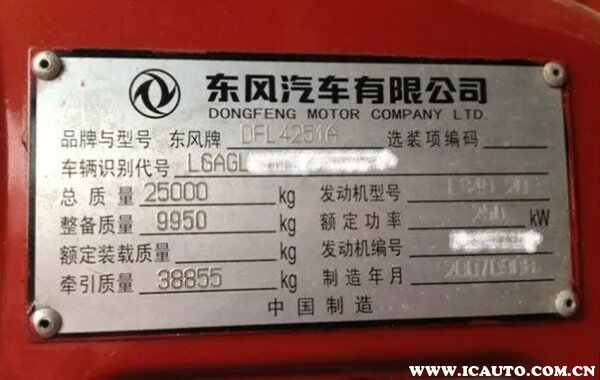 东风汽车有限公司
DONGFENG MOTOR COMPANY LTD.
品牌与型号 东风牌 DFL4251A 选装项编码
车辆识别代号 LGAGL
总质量 25000 kg 发动机型号
整备质量 9950 kg 额定功率 250 kW
额定装载质量 kg 发动机编号
牵引质量 38855 kg 制造年月
中国制造
www.icauto.com.cn